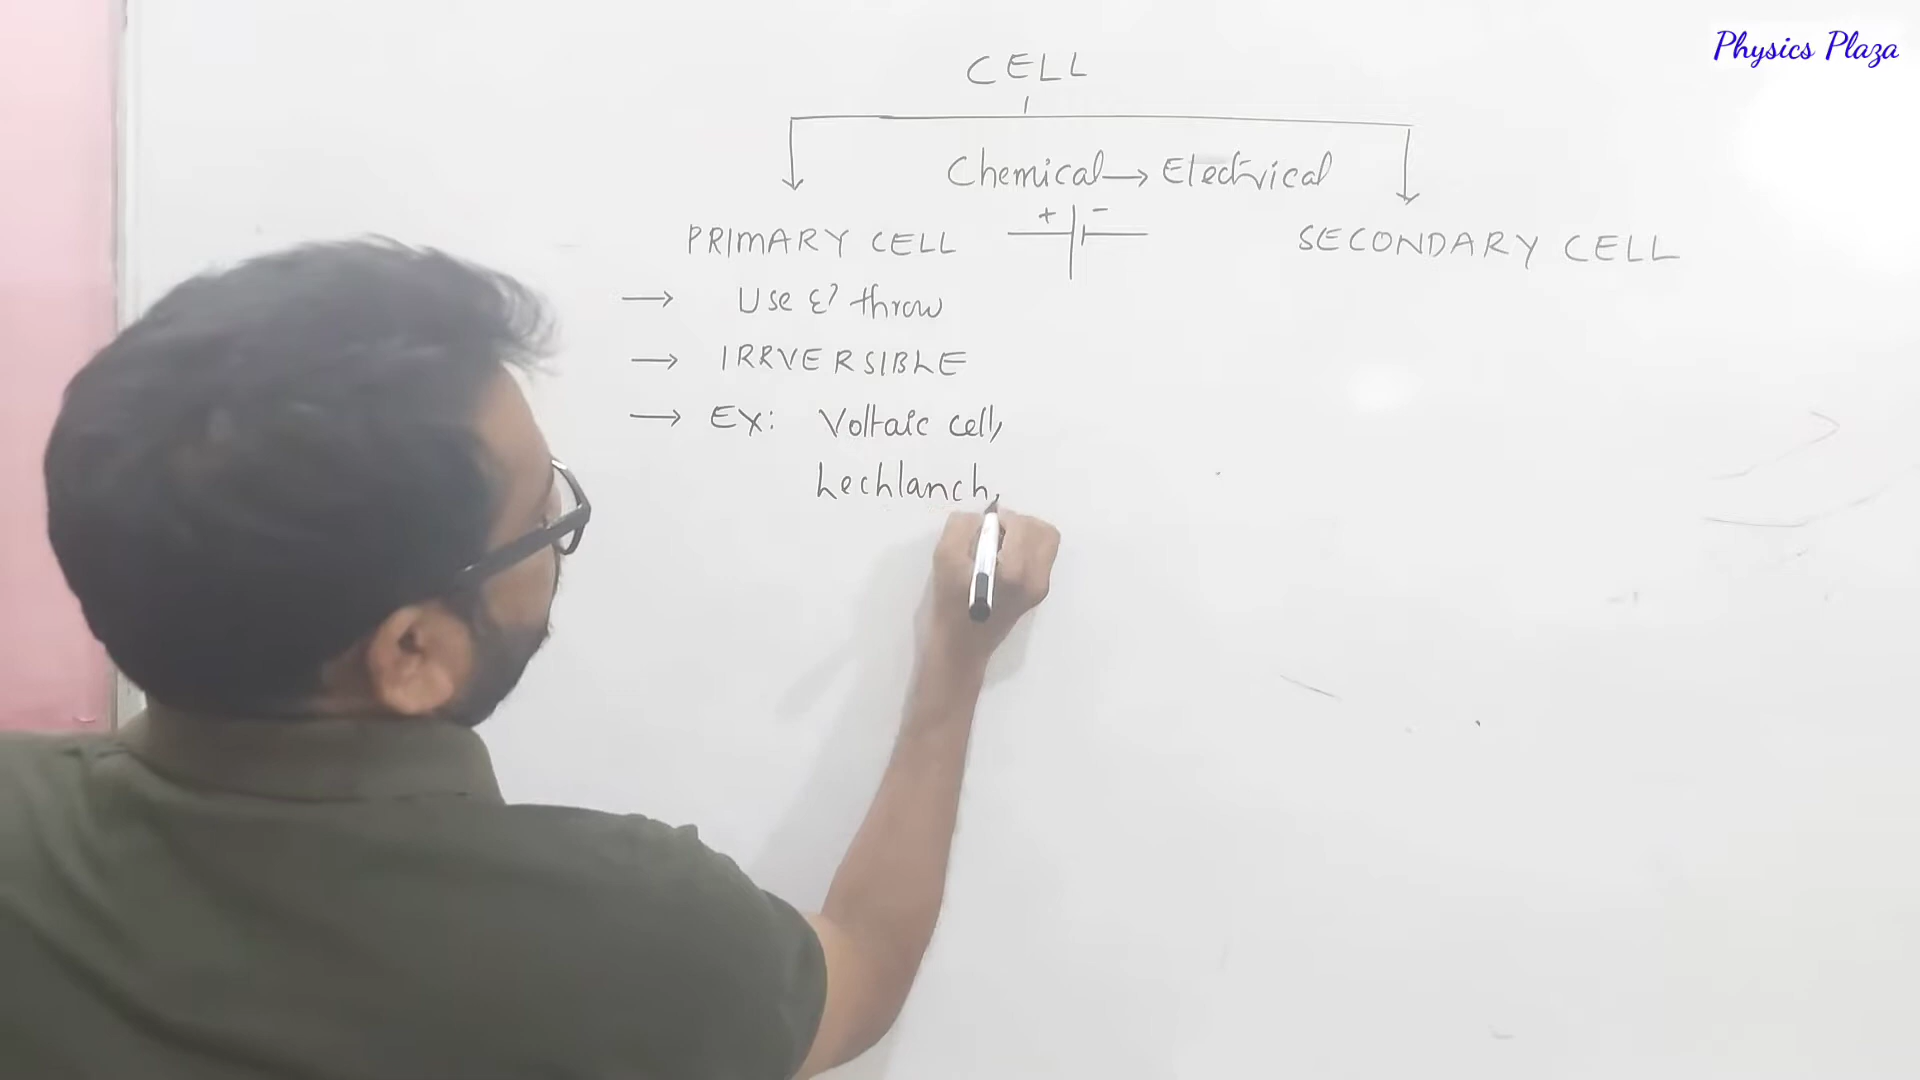 Physics Plaza
CELL
Chemical → Electrical
+ -
PRIMARY CELL
SECONDARY CELL
→ Use & throw
→ IRRVERSIBLE
→ EX: Voltaic cell,
Lechlanch